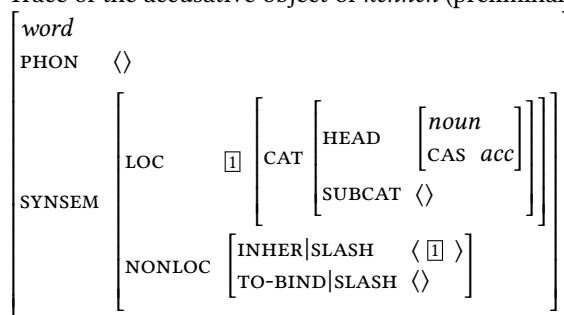 Trace of the accusative object of kennen (preliminar
word
PHON ⟨⟩
SYNSEM LOC 1 CAT HEAD noun
CAS acc
SUBCAT ⟨⟩
NONLOC INHER|SLASH ⟨ 1 ⟩
TO-BIND|SLASH ⟨⟩